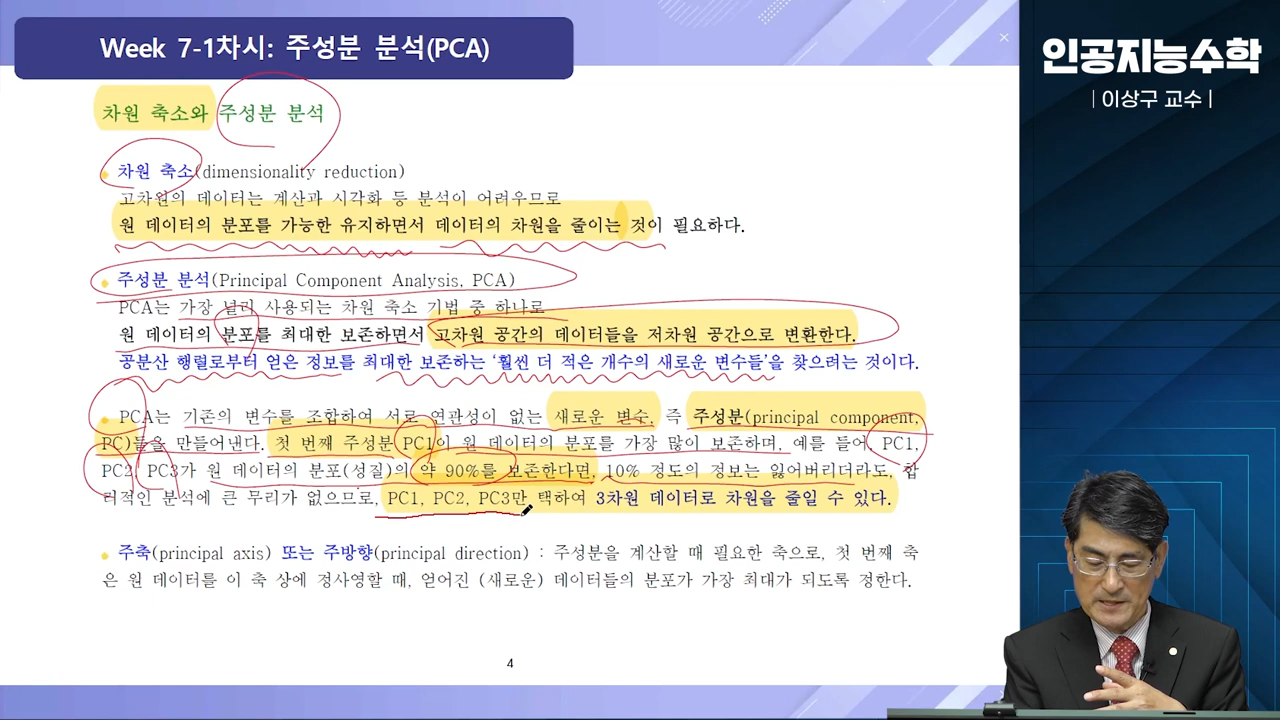 Week 7-1차시: 주성분 분석(PCA)
인공지능수학
| 이상구 교수 |
차원 축소와 주성분 분석
차원 축소(dimensionality reduction)
고차원의 데이터는 계산과 시각화 등 분석이 어려우므로
원 데이터의 분포를 가능한 유지하면서 데이터의 차원을 줄이는 것이 필요하다.
주성분 분석(Principal Component Analysis, PCA)
PCA는 가장 널리 사용되는 차원 축소 기법 중 하나로
원 데이터의 분포를 최대한 보존하면서 고차원 공간의 데이터들을 저차원 공간으로 변환한다.
공분산 행렬로부터 얻은 정보를 최대한 보존하는 '훨씬 더 적은 개수의 새로운 변수들'을 찾으려는 것이다.
PCA는 기존의 변수를 조합하여 서로 연관성이 없는 새로운 변수, 즉 주성분(principal component,
PC)들을 만들어낸다. 첫 번째 주성분 PC1이 원 데이터의 분포를 가장 많이 보존하며, 예를 들어, PC1,
PC2, PC3가 원 데이터의 분포(성질)의 약 90%를 보존한다면, 10% 정도의 정보는 잃어버리더라도, 합
리적인 분석에 큰 무리가 없으므로, PC1, PC2, PC3만 택하여 3차원 데이터로 차원을 줄일 수 있다.
주축(principal axis) 또는 주방향(principal direction) : 주성분을 계산할 때 필요한 축으로, 첫 번째 축
은 원 데이터를 이 축 상에 정사영할 때, 얻어진 (새로운) 데이터들의 분포가 가장 최대가 되도록 정한다.
4